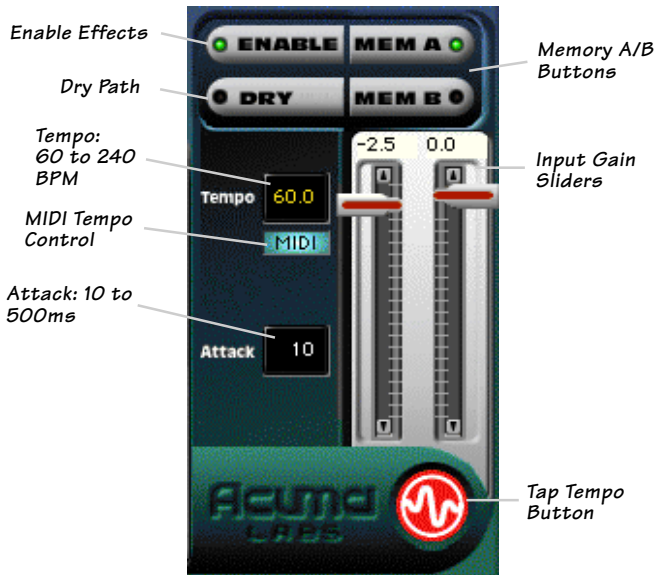 Enable Effects
ENABLE
MEM A
Memory A/B
Buttons
Dry Path
DRY
MEM B
Tempo:
60 to 240
BPM
-2.5
0.0
Input Gain
Sliders
Tempo
60.0
MIDI Tempo
Control
MIDI
Attack: 10 to
500ms
Attack
10
Acuma
LABS
Tap Tempo
Button